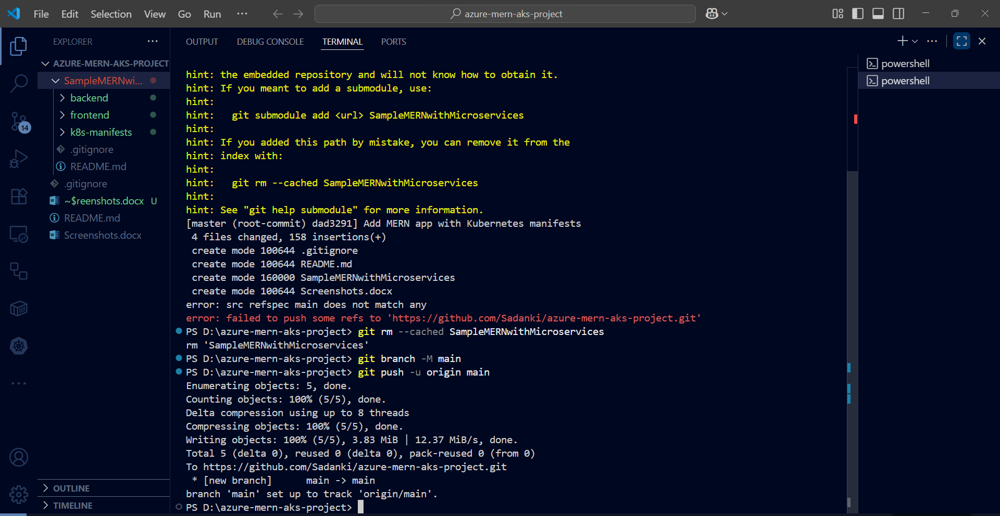 File Edit Selection View Go Run ···
azure-mern-aks-project
EXPLORER
AZURE-MERN-AKS-PROJECT
SampleMERNwi...
backend
frontend
k8s-manifests
.gitignore
README.md
.gitignore
~$reenshots.docx U
README.md
Screenshots.docx
OUTLINE
TIMELINE
14
OUTPUT DEBUG CONSOLE TERMINAL PORTS
hint: the embedded repository and will not know how to obtain it.
hint: If you meant to add a submodule, use:
hint:
hint:   git submodule add <url> SampleMERNwithMicroservices
hint:
hint: If you added this path by mistake, you can remove it from the
hint: index with:
hint:
hint:   git rm --cached SampleMERNwithMicroservices
hint:
hint: See "git help submodule" for more information.
[master (root-commit) dad3291] Add MERN app with Kubernetes manifests
 4 files changed, 158 insertions(+)
 create mode 100644 .gitignore
 create mode 100644 README.md
 create mode 160000 SampleMERNwithMicroservices
 create mode 100644 Screenshots.docx
error: src refspec main does not match any
error: failed to push some refs to 'https://github.com/Sadanki/azure-mern-aks-project.git'
PS D:\azure-mern-aks-project> git rm --cached SampleMERNwithMicroservices
rm 'SampleMERNwithMicroservices'
PS D:\azure-mern-aks-project> git branch -M main
PS D:\azure-mern-aks-project> git push -u origin main
Enumerating objects: 5, done.
Counting objects: 100% (5/5), done.
Delta compression using up to 8 threads
Compressing objects: 100% (5/5), done.
Writing objects: 100% (5/5), 3.83 MiB | 12.37 MiB/s, done.
Total 5 (delta 0), reused 0 (delta 0), pack-reused 0 (from 0)
To https://github.com/Sadanki/azure-mern-aks-project.git
 * [new branch]      main -> main
branch 'main' set up to track 'origin/main'.
PS D:\azure-mern-aks-project>
powershell
powershell